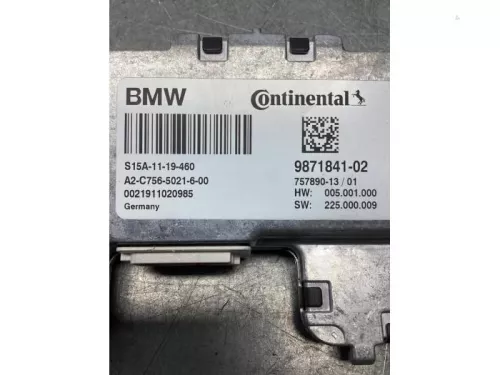 BMW
Continental
S15A-11-19-460
9871841-02
A2-C756-5021-6-00
757890-13 / 01
0021911020985
HW: 005.001.000
Germany
SW: 225.000.009